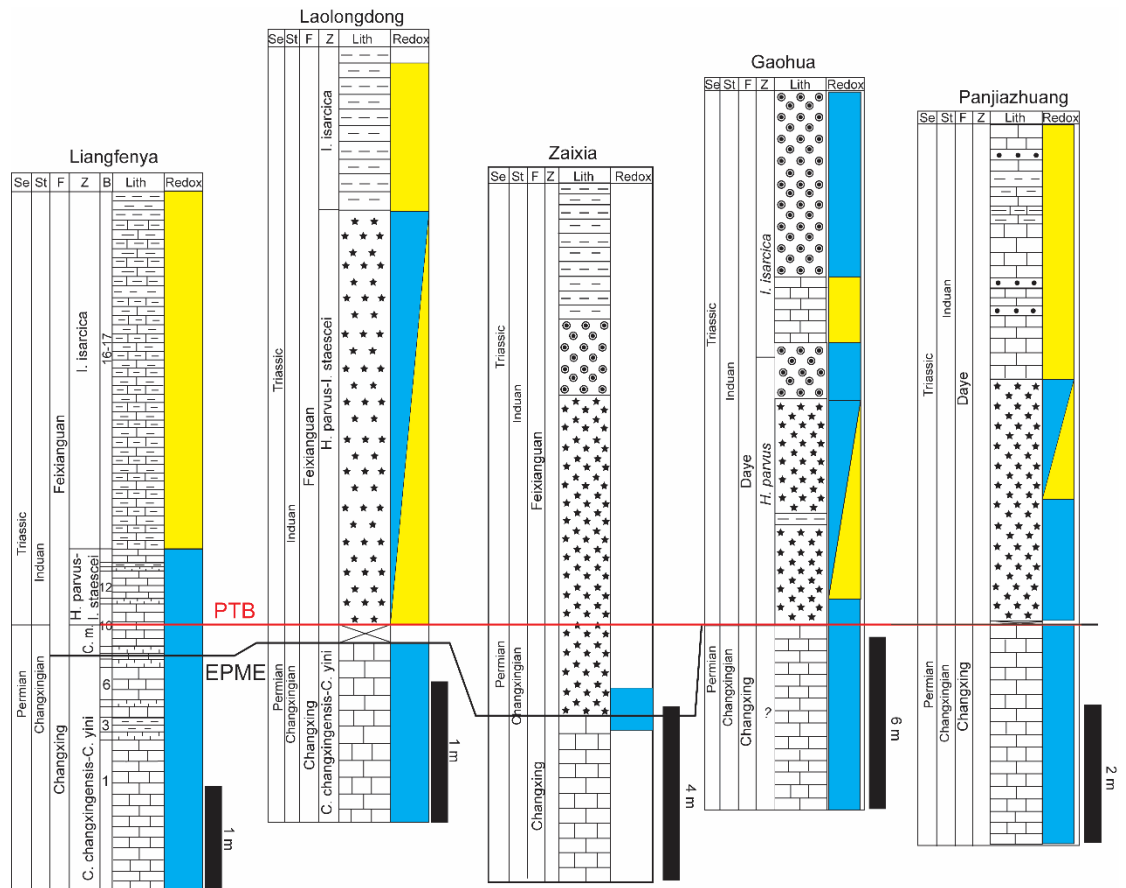 Laolongdong
Se St F Z Lith Redox
Triassic
Induan
Feixianguan
I. isarcica
H. parvus-I. staescei
Permian
Changxingian
Changxing
C. changxingensis-C. yini
1 m
Gaohua
Se St F Z Lith Redox
Triassic
Induan
Daye
I. isarcica
H. parvus
Permian
Changxingian
Changxing
?
6 m
Panjiazhuang
Se St F Z Lith Redox
Triassic
Induan
Daye
Permian
Changxingian
Changxing
2 m
Liangfenya
Se St F Z B Lith Redox
Triassic
Induan
Feixianguan
I. isarcica
16-17
H. parvus-
I. staescei
12
10
C. m.
Permian
Changxingian
Changxing
C. changxingensis-C. yini
6
3
1
1 m
Zaixia
Se St F Z Lith Redox
Triassic
Induan
Feixianguan
Permian
Changxingian
Changxing
4 m
PTB
EPME